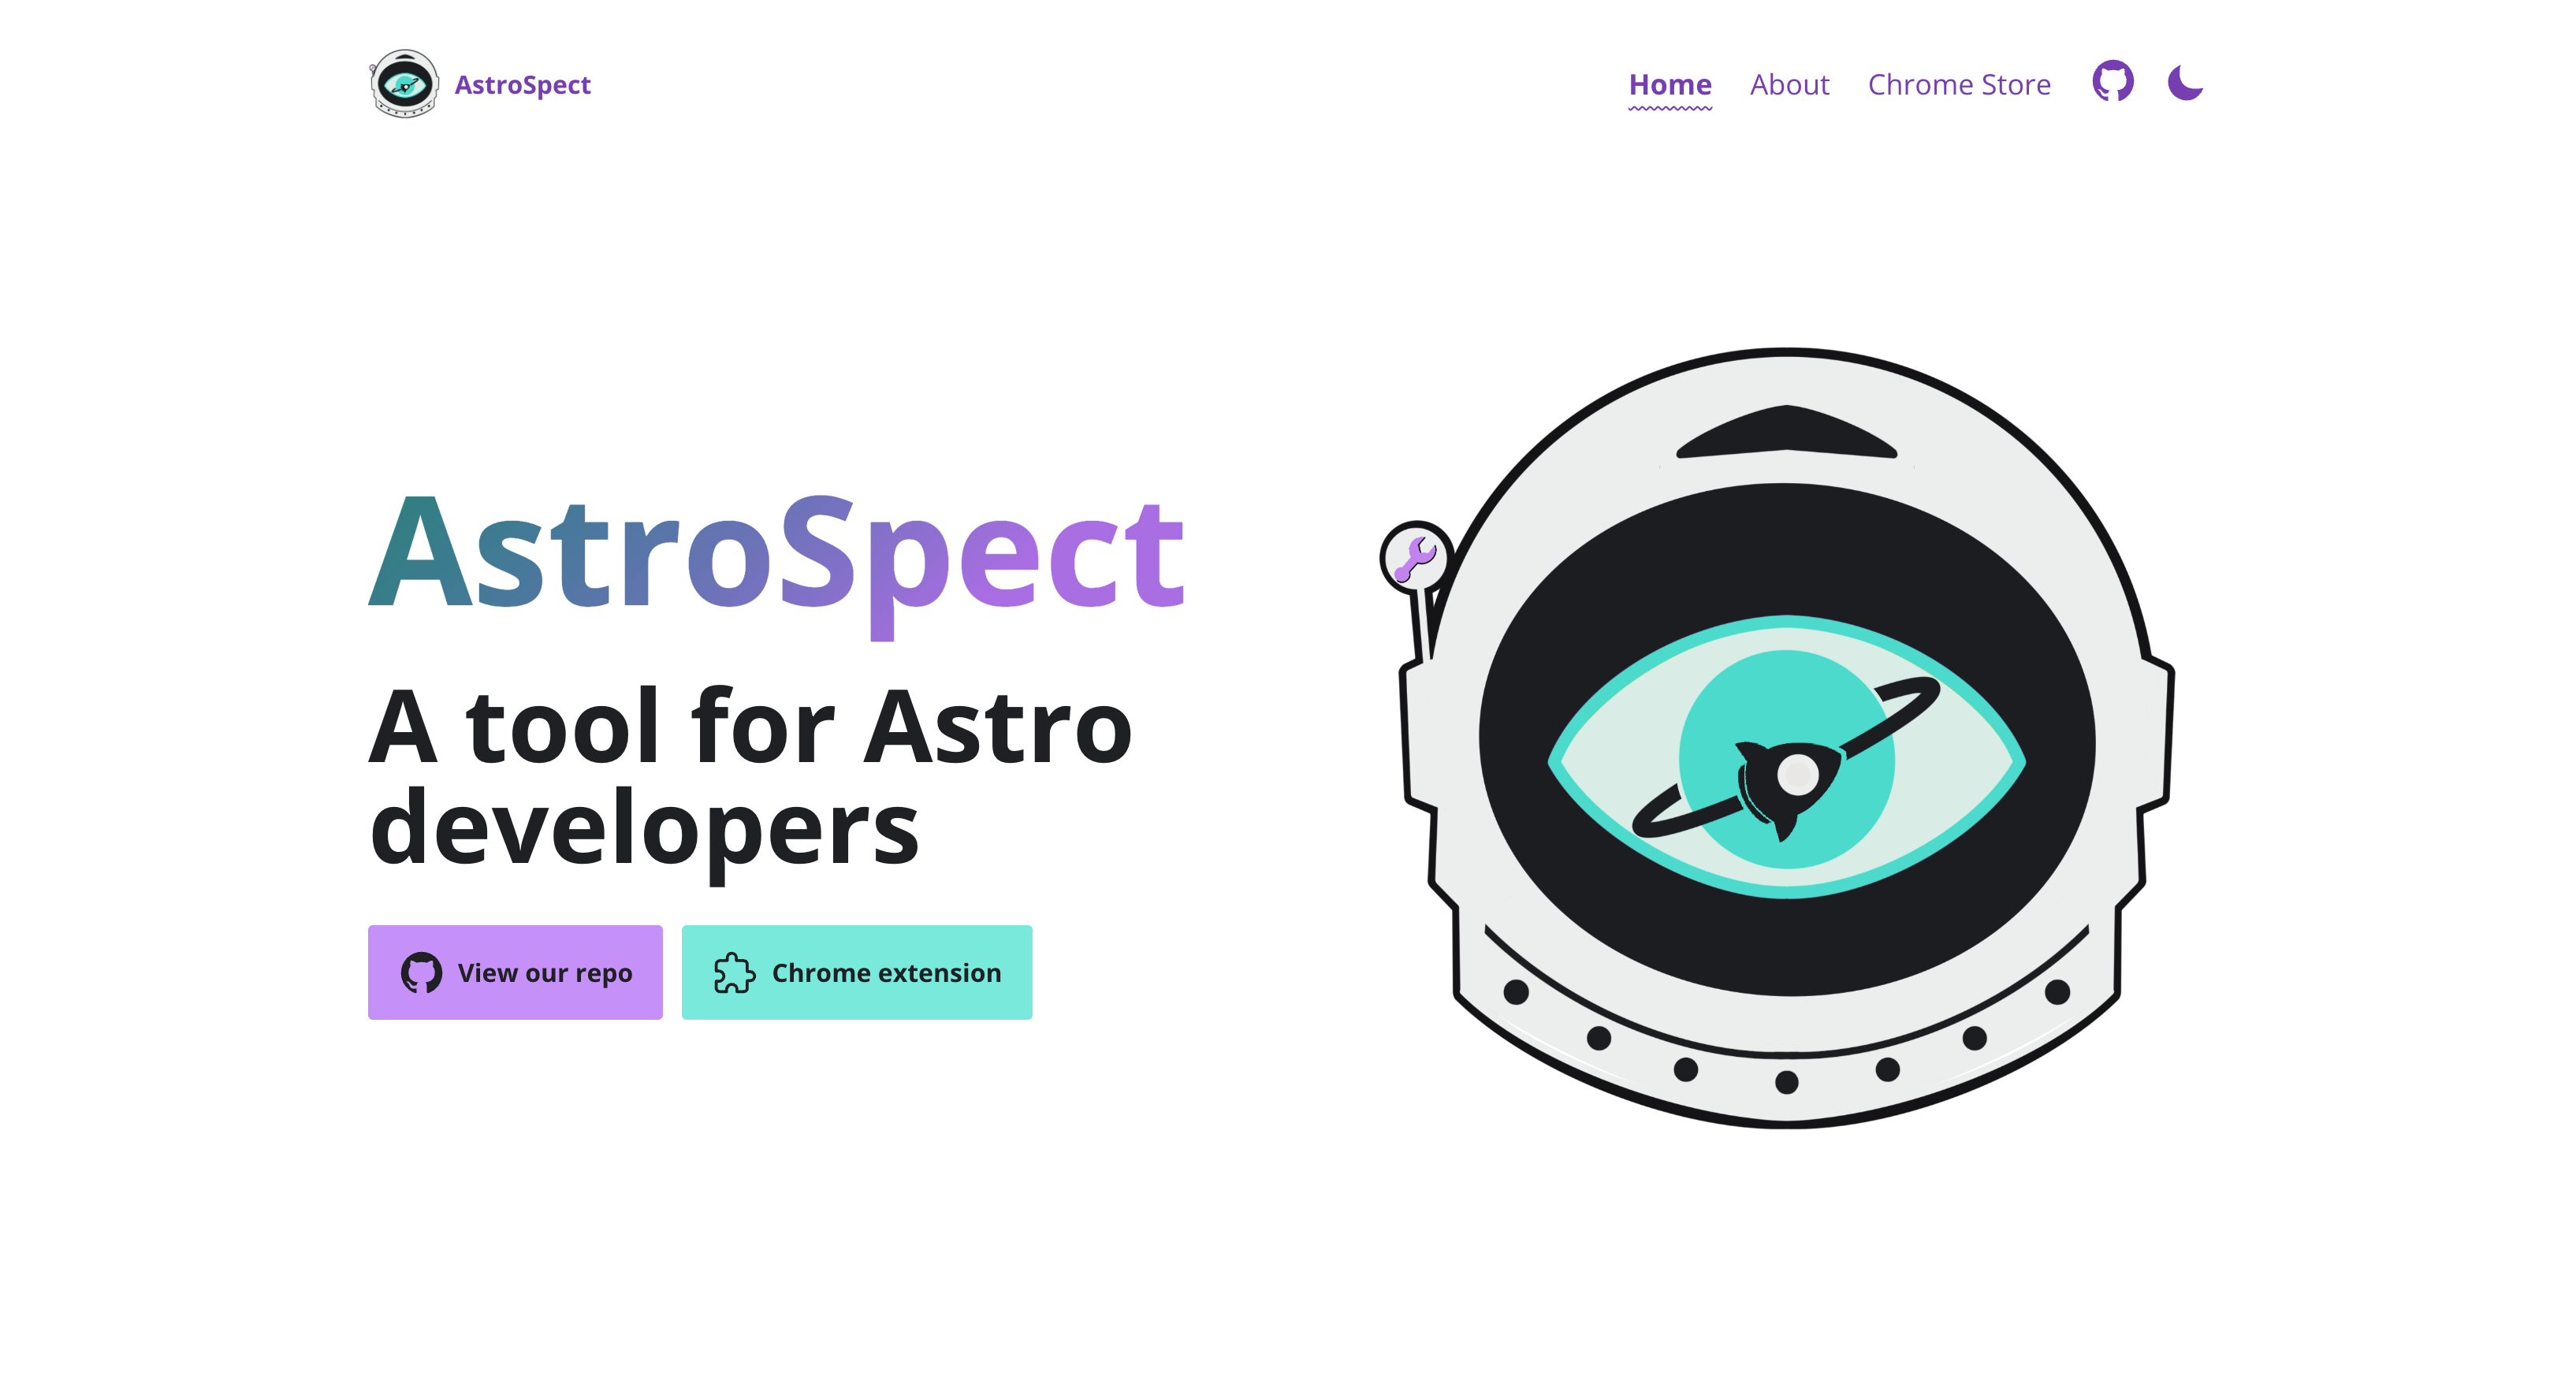 AstroSpect
Home
About
Chrome Store
AstroSpect
A tool for Astro
developers
View our repo
Chrome extension